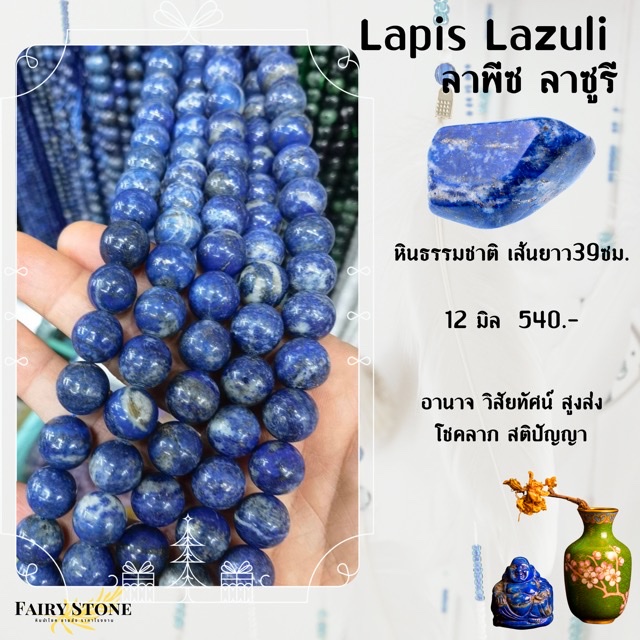 Lapis Lazuli
ลาพีซ ลาซูรี
หินธรรมชาติ เส้นยาว39ซม.
12 มิล 540.-
อานาจ วิสัยทัศน์ สูงส่ง
โชคลาภ สติปัญญา
FAIRY STONE